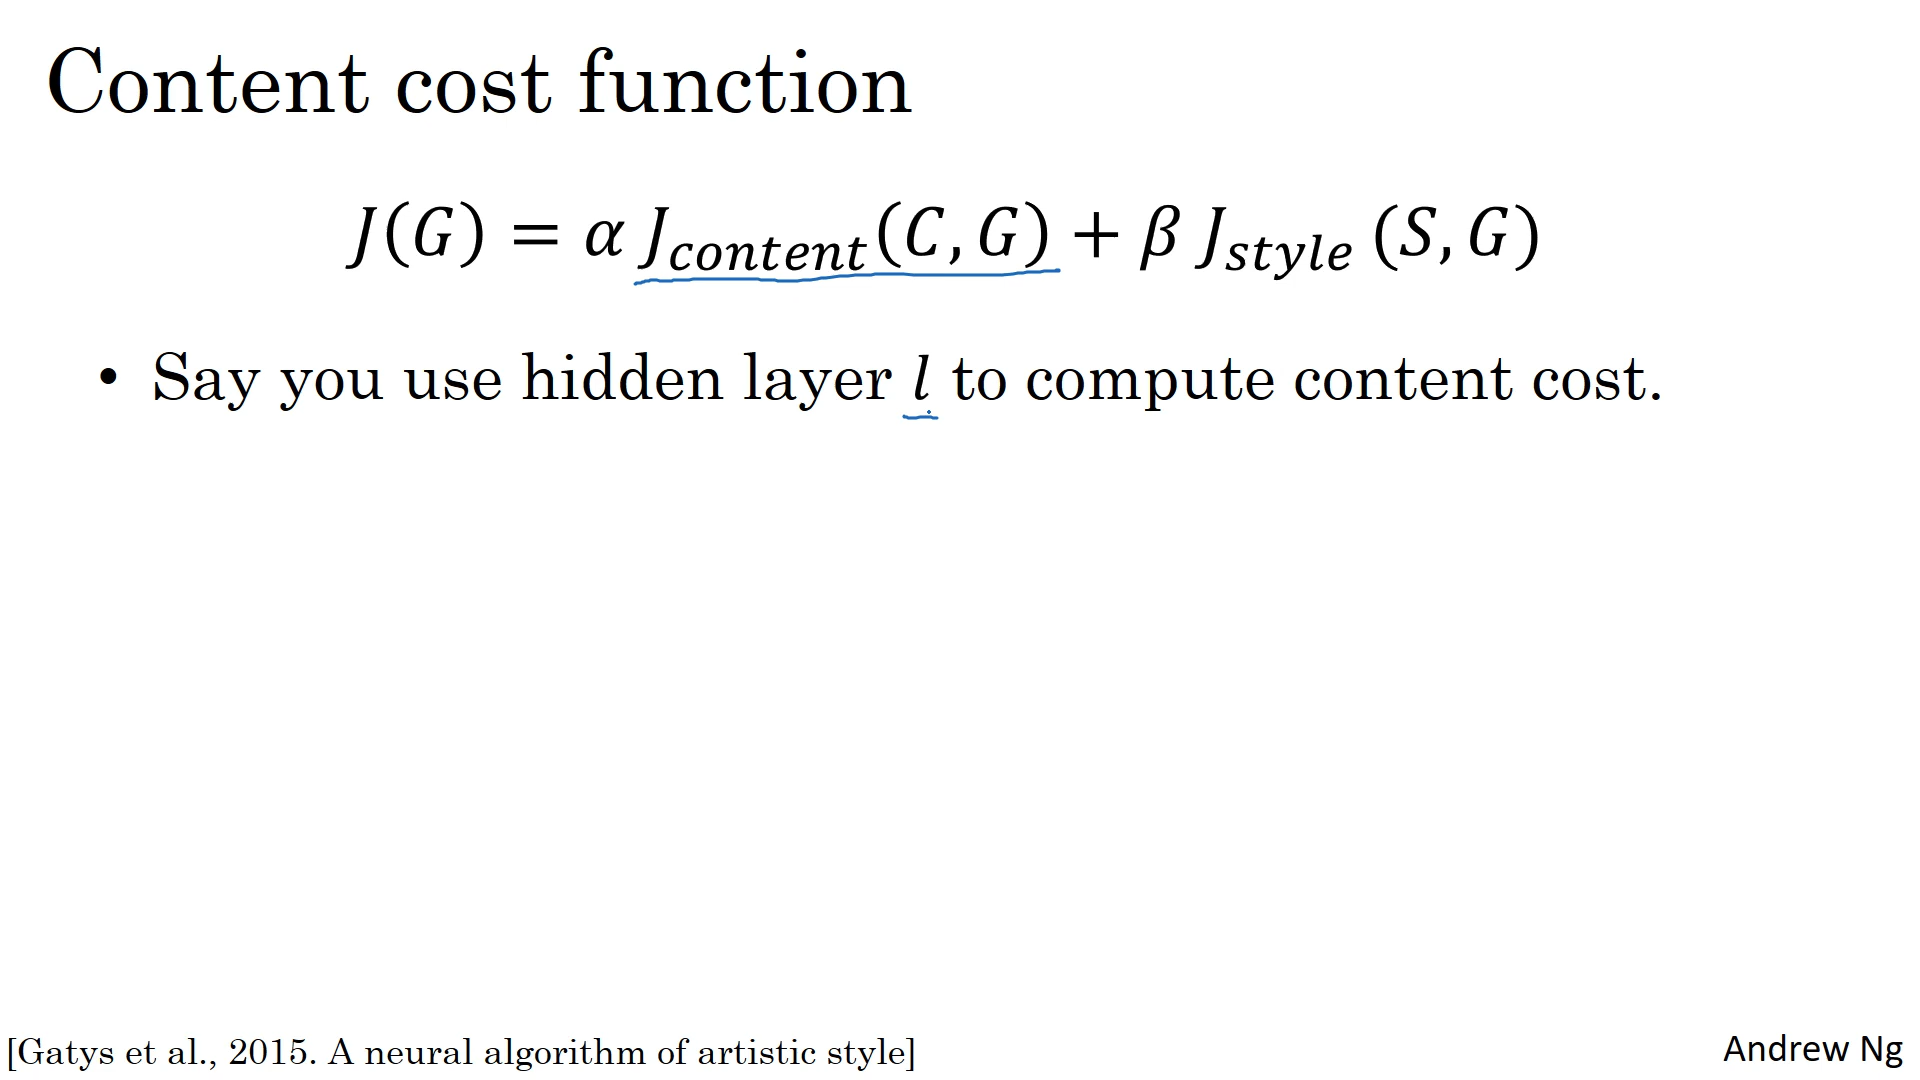 Content cost function
J(G) = α J_content(C, G) + β J_style (S, G)
• Say you use hidden layer l to compute content cost.
[Gatys et al., 2015. A neural algorithm of artistic style]
Andrew Ng